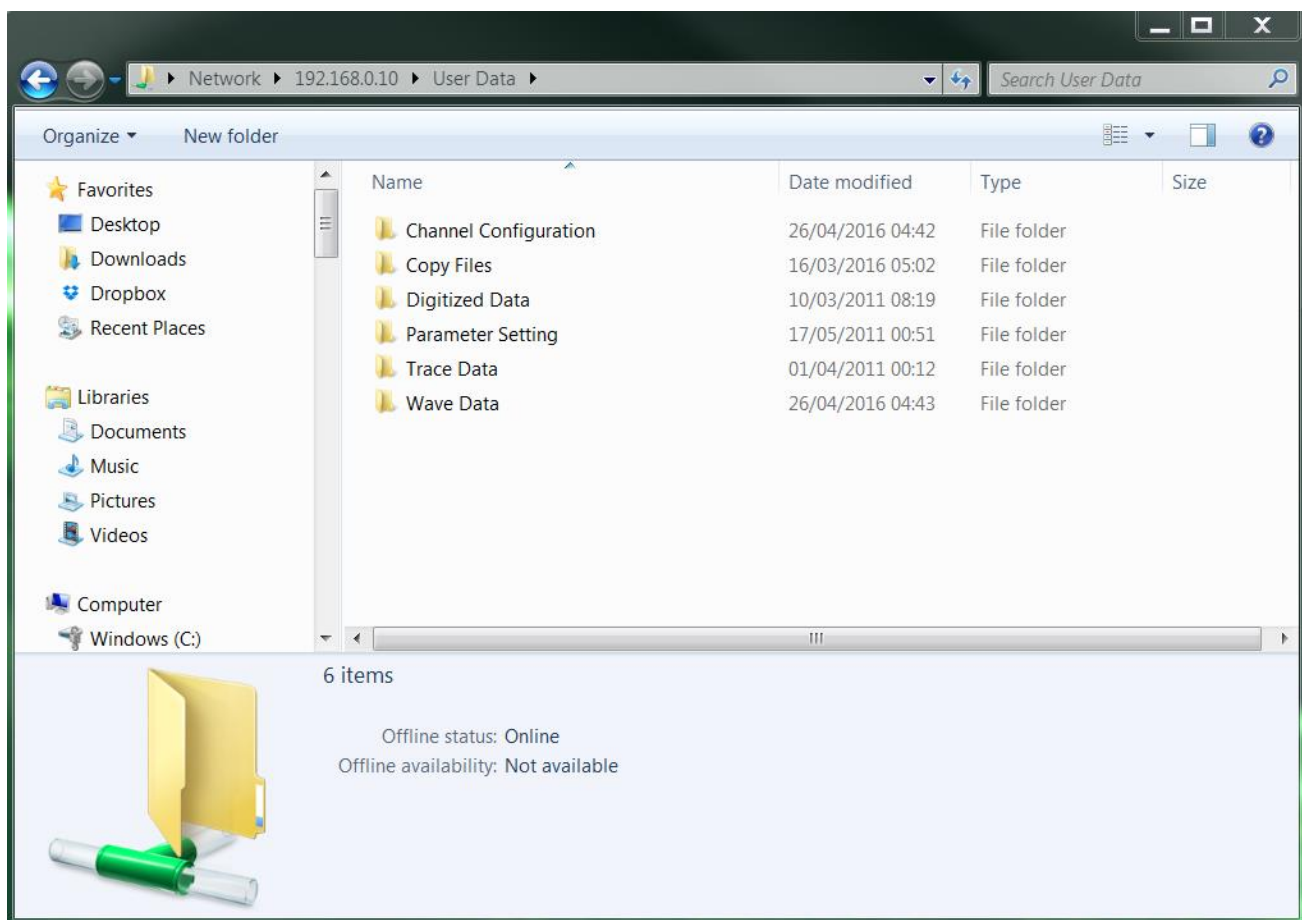 Network ▸ 192.168.0.10 ▸ User Data ▸
Search User Data
Organize ▾ New folder
Name Date modified Type Size
Favorites
Desktop
Downloads
Dropbox
Recent Places
Libraries
Documents
Music
Pictures
Videos
Computer
Windows (C:)
Channel Configuration 26/04/2016 04:42 File folder
Copy Files 16/03/2016 05:02 File folder
Digitized Data 10/03/2011 08:19 File folder
Parameter Setting 17/05/2011 00:51 File folder
Trace Data 01/04/2011 00:12 File folder
Wave Data 26/04/2016 04:43 File folder
6 items
Offline status: Online
Offline availability: Not available